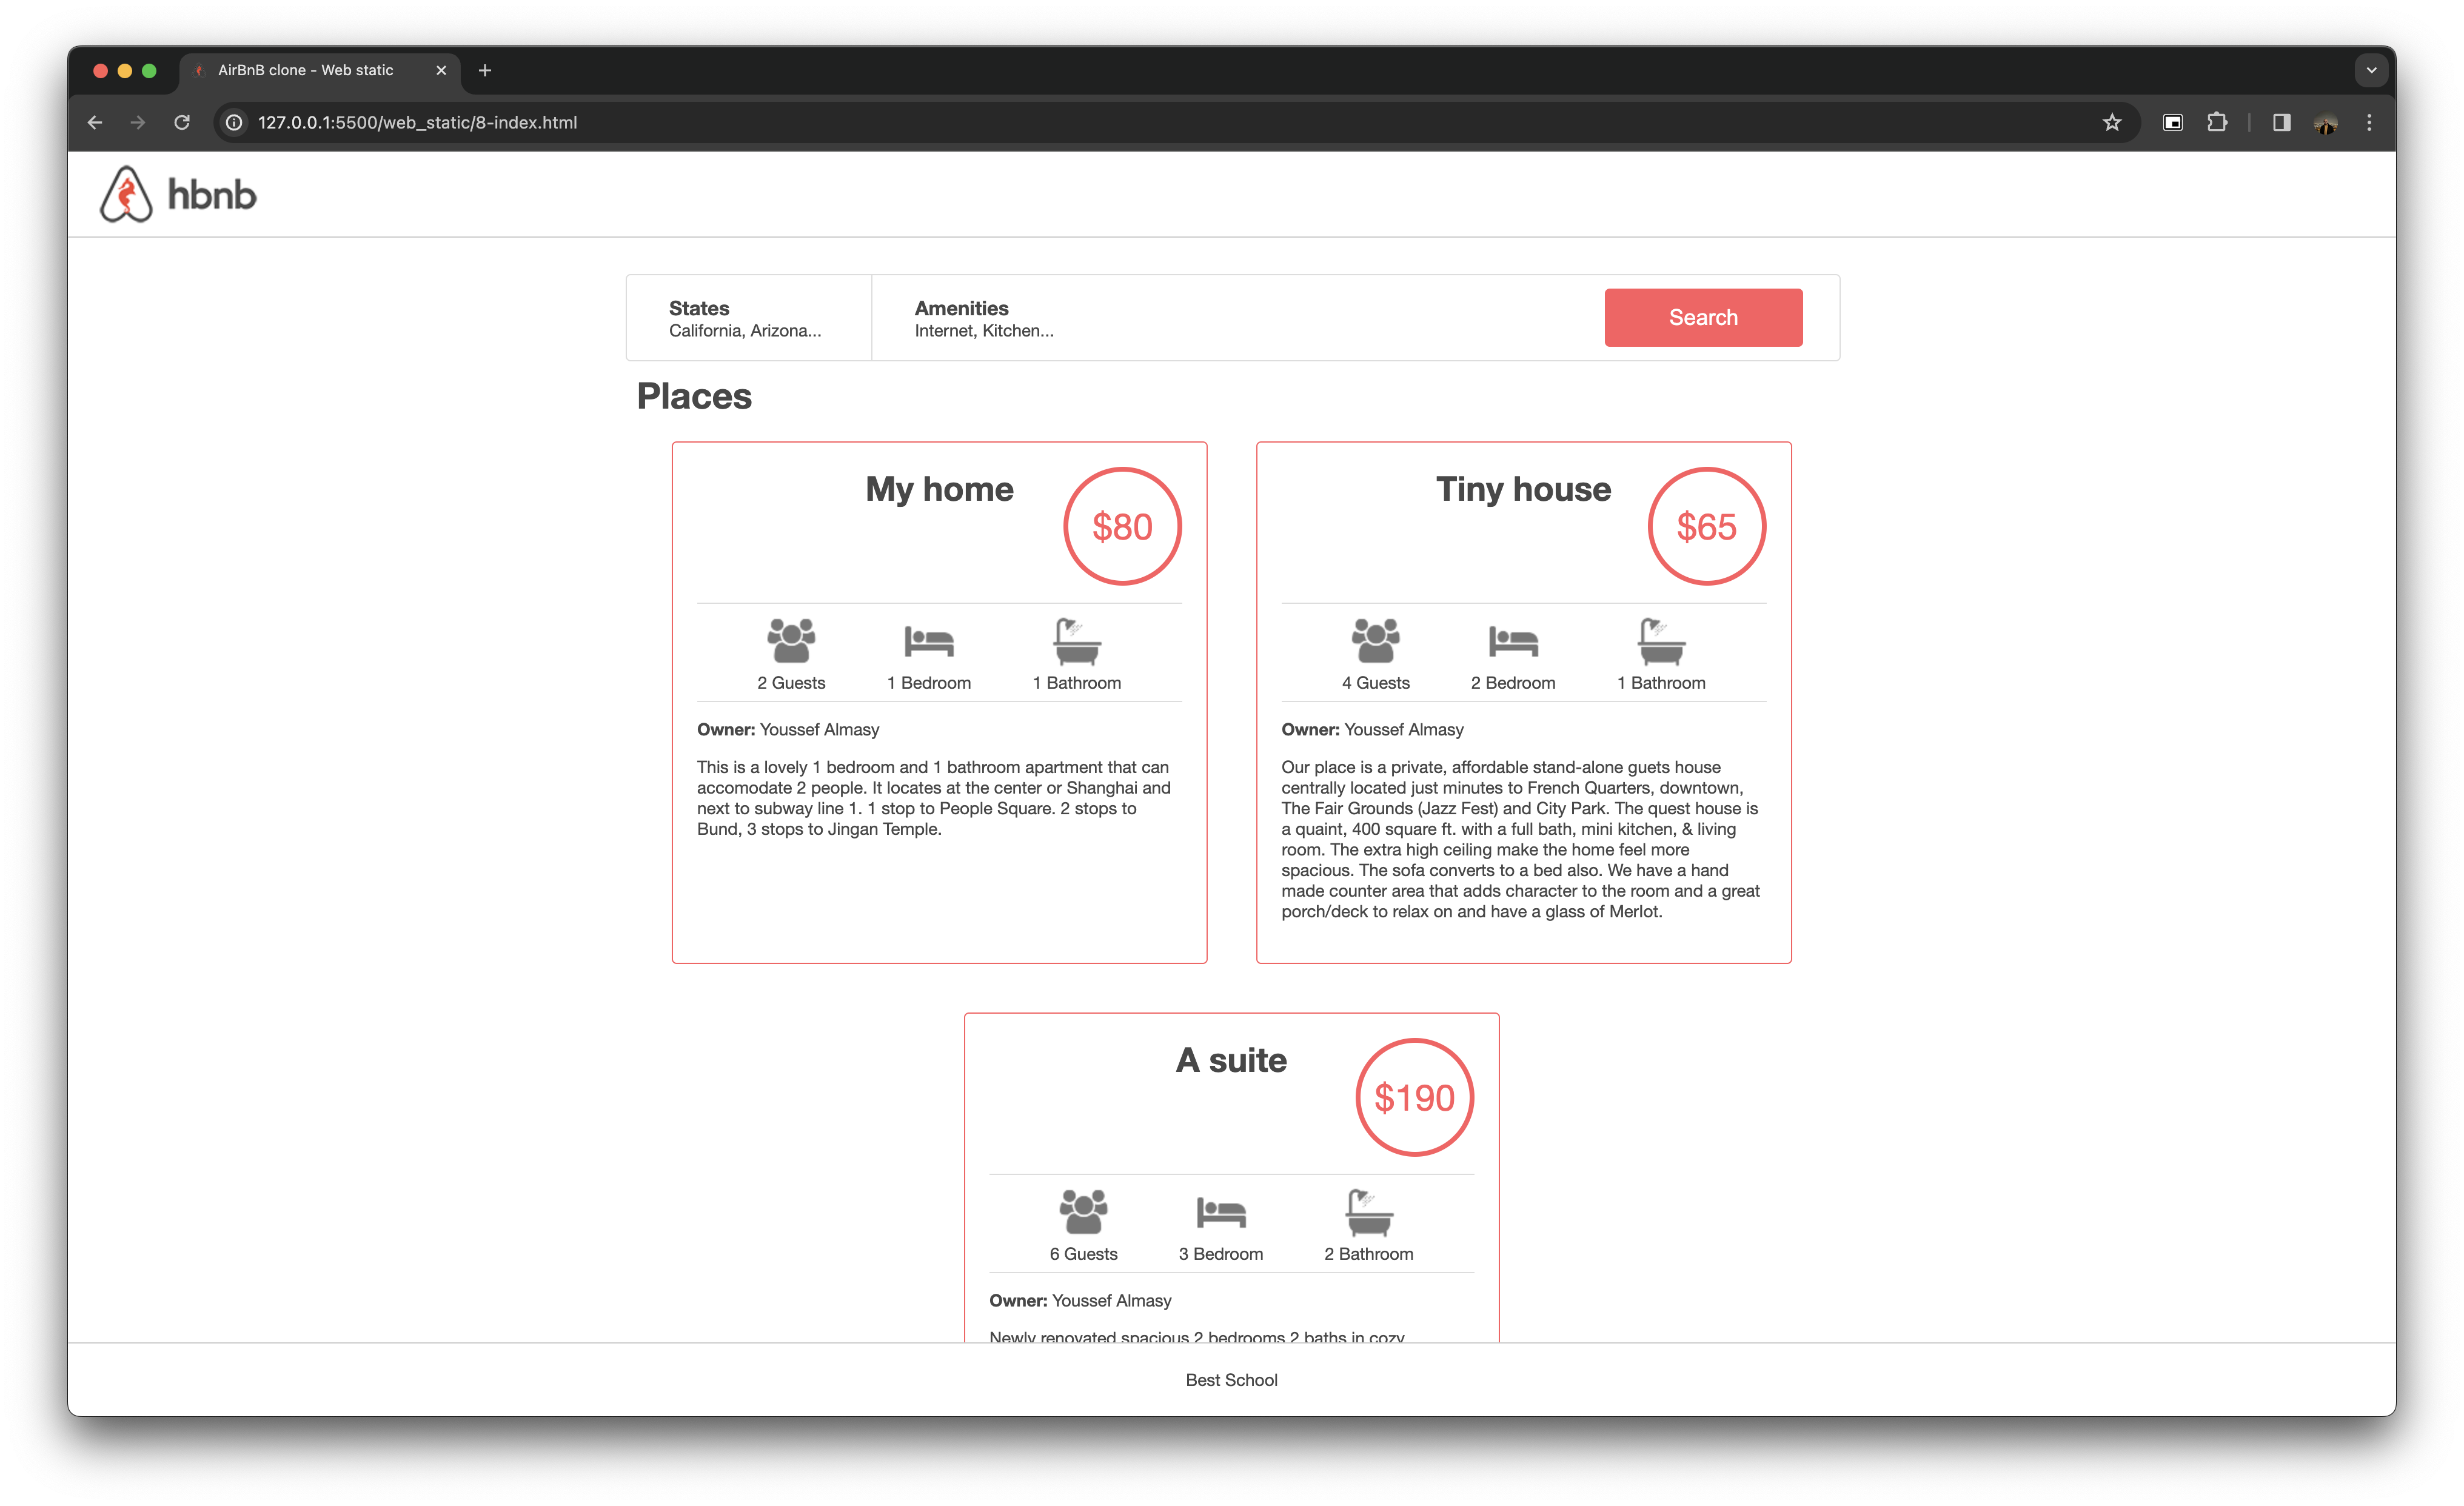 AirBnB clone - Web static
127.0.0.1:5500/web_static/8-index.html
hbnb
States
California, Arizona...
Amenities
Internet, Kitchen...
Search
Places
My home
$80
2 Guests
1 Bedroom
1 Bathroom
Owner: Youssef Almasy
This is a lovely 1 bedroom and 1 bathroom apartment that can
accomodate 2 people. It locates at the center or Shanghai and
next to subway line 1. 1 stop to People Square. 2 stops to
Bund, 3 stops to Jingan Temple.
Tiny house
$65
4 Guests
2 Bedroom
1 Bathroom
Owner: Youssef Almasy
Our place is a private, affordable stand-alone guets house
centrally located just minutes to French Quarters, downtown,
The Fair Grounds (Jazz Fest) and City Park. The quest house is
a quaint, 400 square ft. with a full bath, mini kitchen, & living
room. The extra high ceiling make the home feel more
spacious. The sofa converts to a bed also. We have a hand
made counter area that adds character to the room and a great
porch/deck to relax on and have a glass of Merlot.
A suite
$190
6 Guests
3 Bedroom
2 Bathroom
Owner: Youssef Almasy
Newly renovated spacious 2 bedrooms 2 baths in cozy
Best School